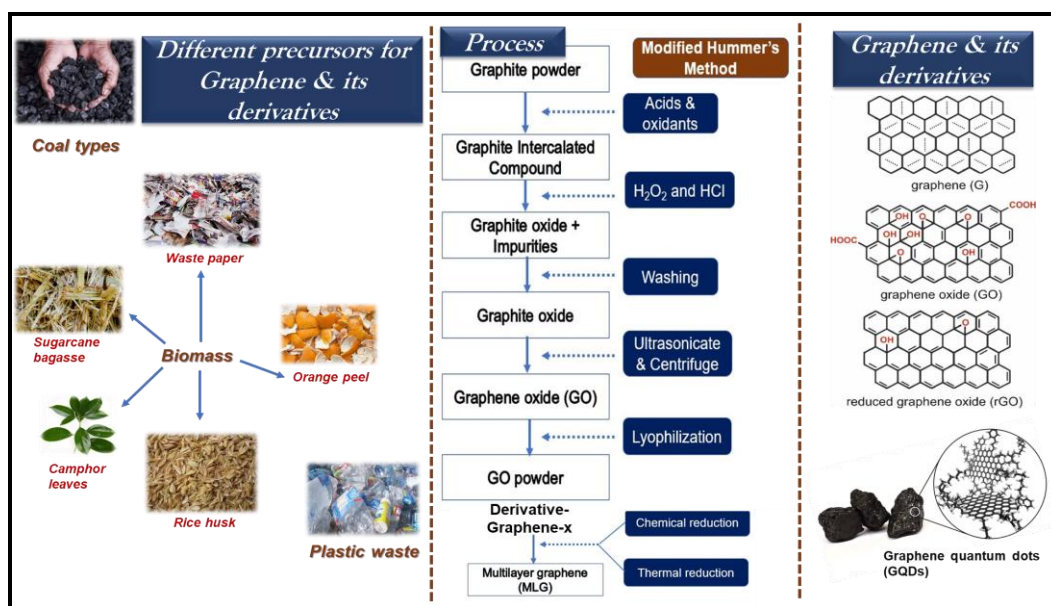 Different precursors for
Graphene & its
derivatives
Coal types
Waste paper
Sugarcane
bagasse
Biomass
Orange peel
Camphor
leaves
Rice husk
Plastic waste
Process
Modified Hummer's
Method
Graphite powder
Acids &
oxidants
Graphite Intercalated
Compound
H₂O₂ and HCl
Graphite oxide +
Impurities
Washing
Graphite oxide
Ultrasonicate
& Centrifuge
Graphene oxide (GO)
Lyophilization
GO powder
Derivative-
Graphene-x
Chemical reduction
Multilayer graphene
(MLG)
Thermal reduction
Graphene & its
derivatives
graphene (G)
COOH
OH
O
O
HOOC
OH
OH
O
OH
graphene oxide (GO)
O
OH
reduced graphene oxide (rGO)
Graphene quantum dots
(GQDs)